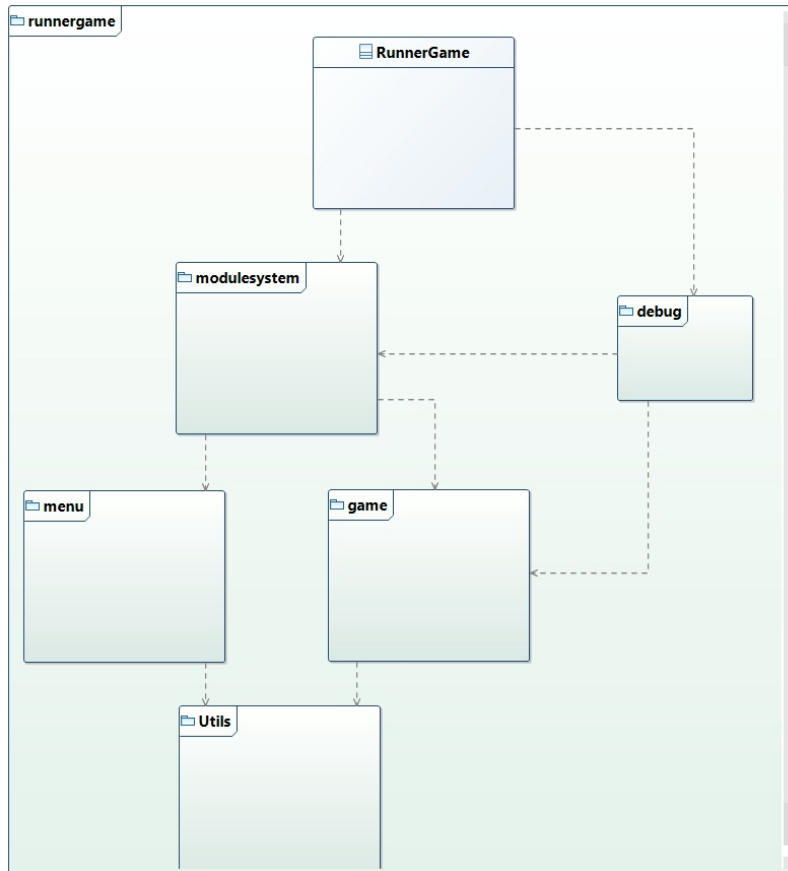 runnergame
RunnerGame
modulesystem
debug
menu
game
Utils